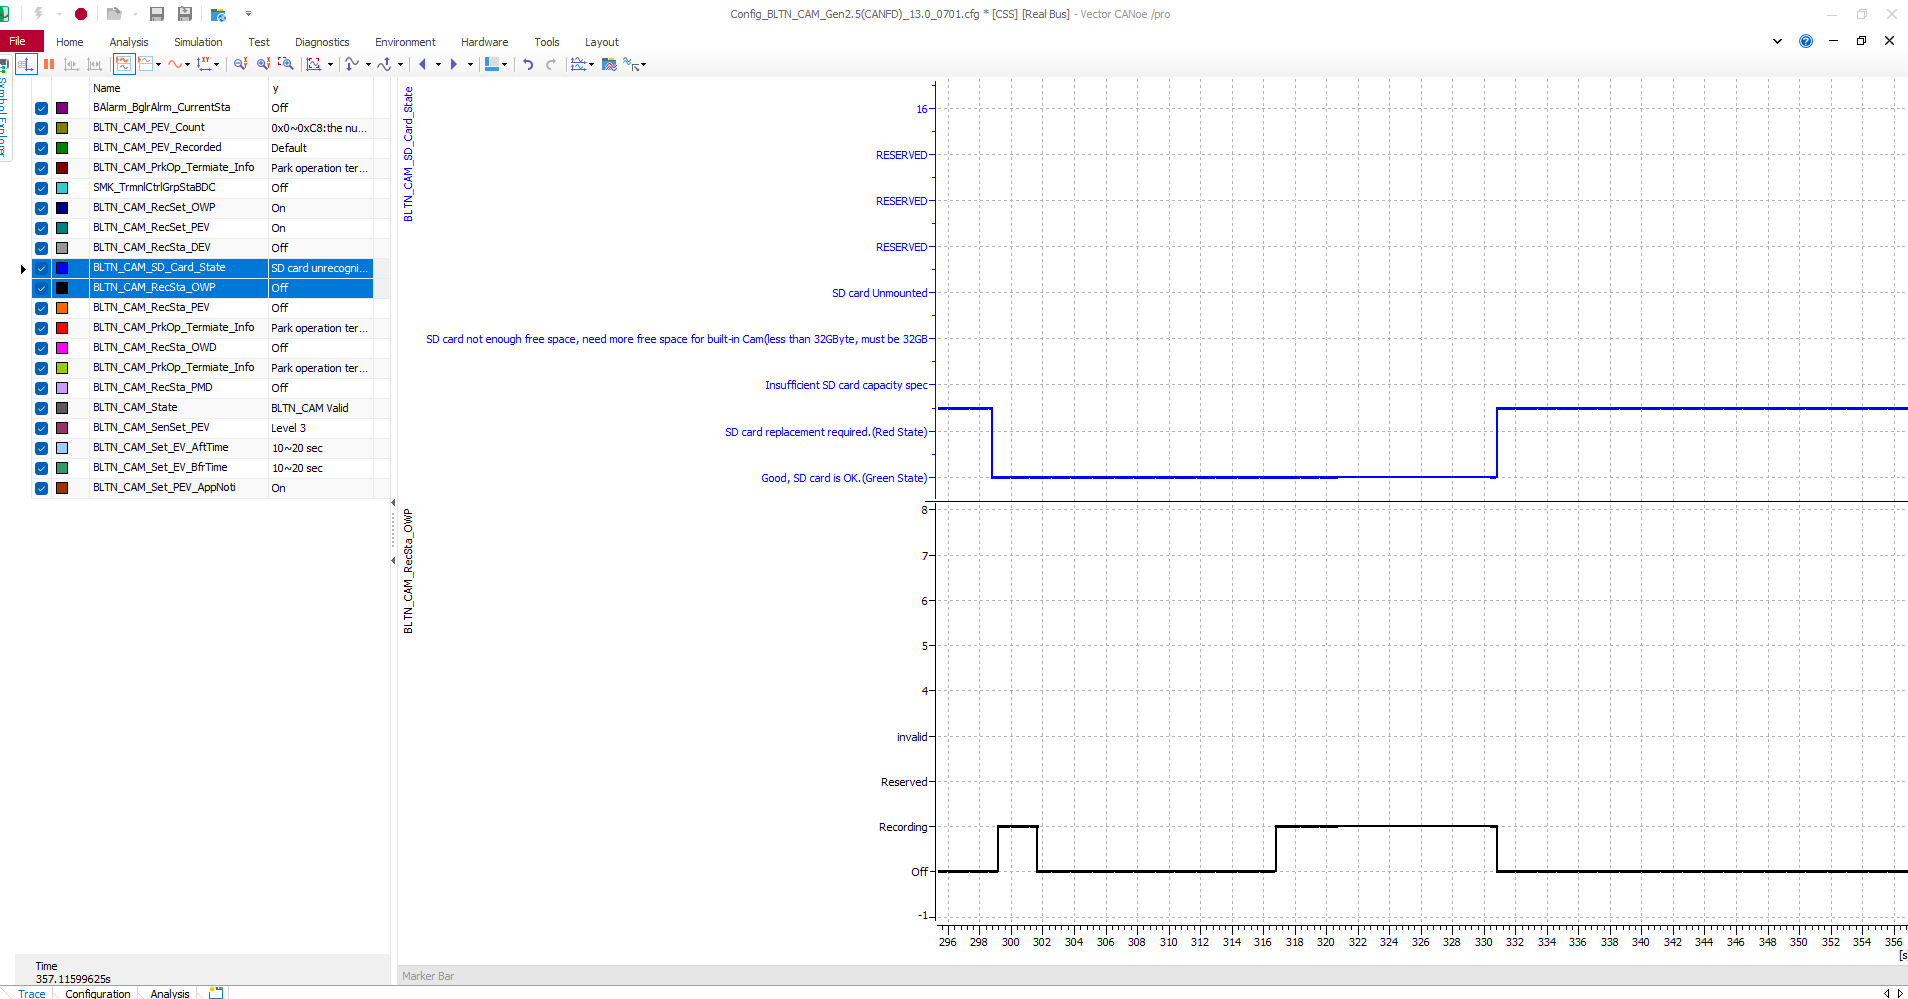 Config_BLTN_CAM_Gen2.5(CANFD)_13.0_0701.cfg * [CSS] [Real Bus] - Vector CANoe /pro
File Home Analysis Simulation Test Diagnostics Environment Hardware Tools Layout
Symbol Explorer
Name y
BAlarm_BglrAlrm_CurrentSta Off
BLTN_CAM_PEV_Count 0x0~0xC8:the nu...
BLTN_CAM_PEV_Recorded Default
BLTN_CAM_PrkOp_Termiate_Info Park operation ter...
SMK_TrmnlCtrlGrpStaBDC Off
BLTN_CAM_RecSet_OWP On
BLTN_CAM_RecSet_PEV On
BLTN_CAM_RecSta_DEV Off
BLTN_CAM_SD_Card_State SD card unrecogni...
BLTN_CAM_RecSta_OWP Off
BLTN_CAM_RecSta_PEV Off
BLTN_CAM_PrkOp_Termiate_Info Park operation ter...
BLTN_CAM_RecSta_OWD Off
BLTN_CAM_PrkOp_Termiate_Info Park operation ter...
BLTN_CAM_RecSta_PMD Off
BLTN_CAM_State BLTN_CAM Valid
BLTN_CAM_SenSet_PEV Level 3
BLTN_CAM_Set_EV_AftTime 10~20 sec
BLTN_CAM_Set_EV_BfrTime 10~20 sec
BLTN_CAM_Set_PEV_AppNoti On
Time
357.11599625s
BLTN_CAM_SD_Card_State
16
RESERVED
RESERVED
RESERVED
SD card Unmounted
SD card not enough free space, need more free space for built-in Cam(less than 32GByte, must be 32GB
Insufficient SD card capacity spec
SD card replacement required.(Red State)
Good, SD card is OK.(Green State)
BLTN_CAM_RecSta_OWP
8
7
6
5
4
invalid
Reserved
Recording
Off
-1
296 298 300 302 304 306 308 310 312 314 316 318 320 322 324 326 328 330 332 334 336 338 340 342 344 346 348 350 352 354 356
[s
Marker Bar
Trace Configuration Analysis